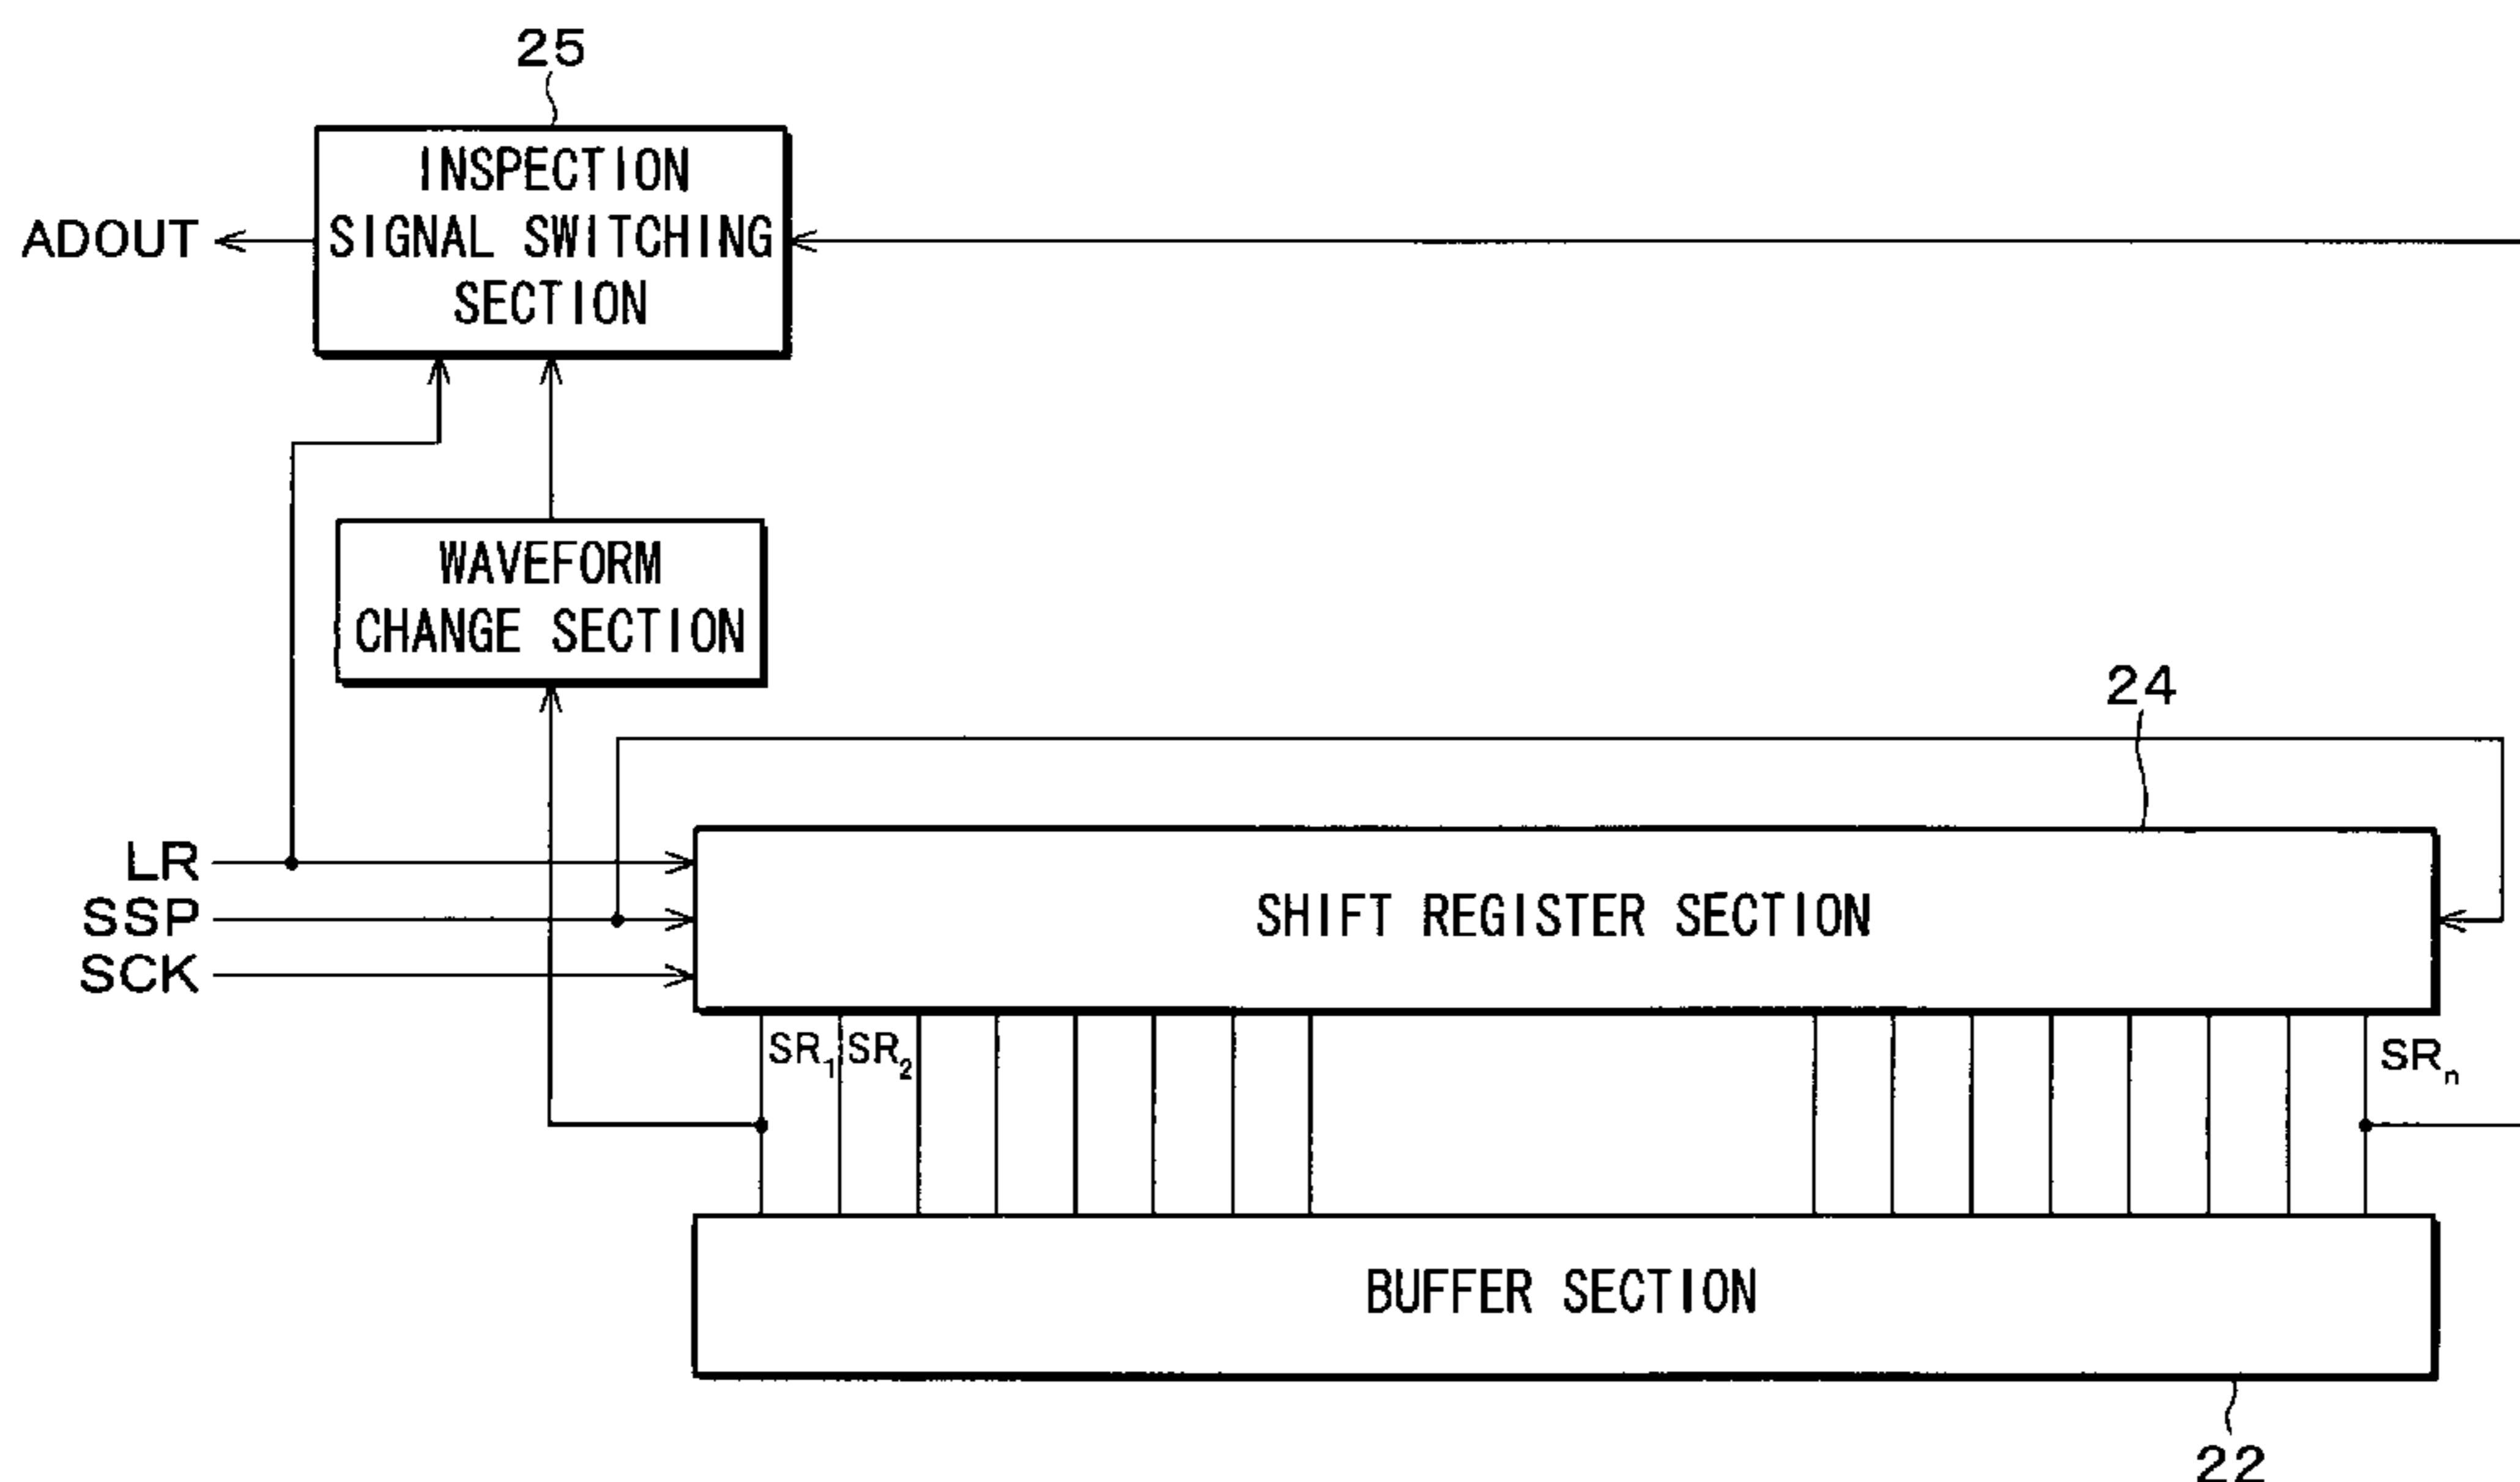 25
INSPECTION
SIGNAL SWITCHING
SECTION
ADOUT
WAVEFORM
CHANGE SECTION
24
LR
SSP
SCK
SHIFT REGISTER SECTION
SR1 SR2 SRn
BUFFER SECTION
22